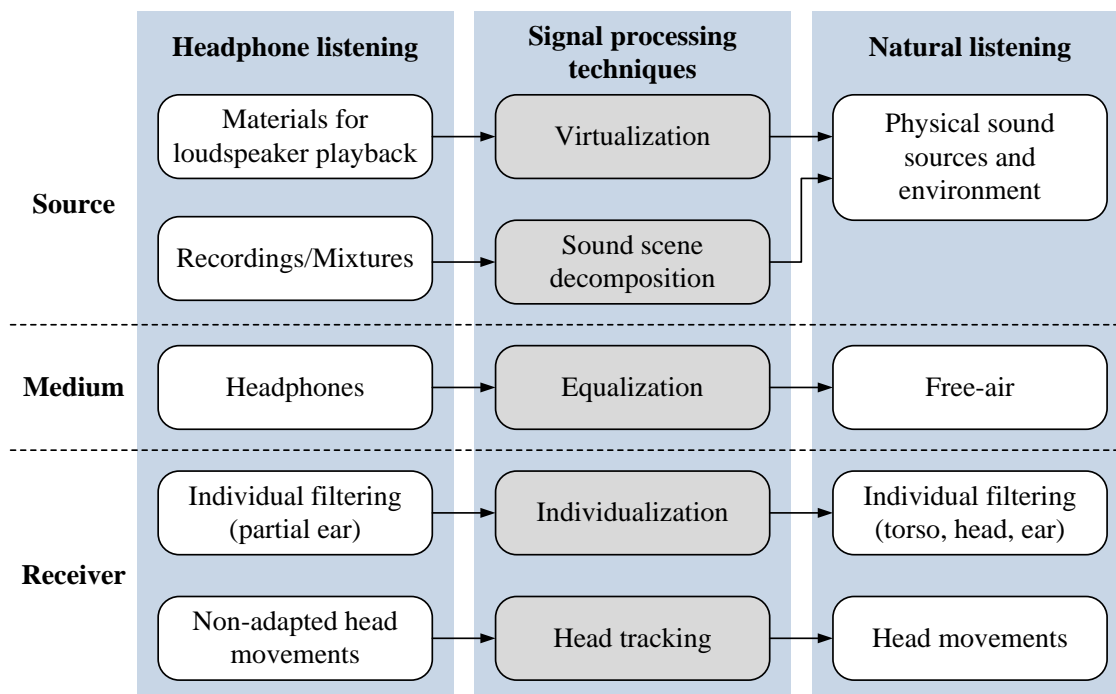 Headphone listening
Signal processing
techniques
Natural listening
Source
Materials for
loudspeaker playback
Virtualization
Physical sound
sources and
environment
Recordings/Mixtures
Sound scene
decomposition
Medium
Headphones
Equalization
Free-air
Receiver
Individual filtering
(partial ear)
Individualization
Individual filtering
(torso, head, ear)
Non-adapted head
movements
Head tracking
Head movements